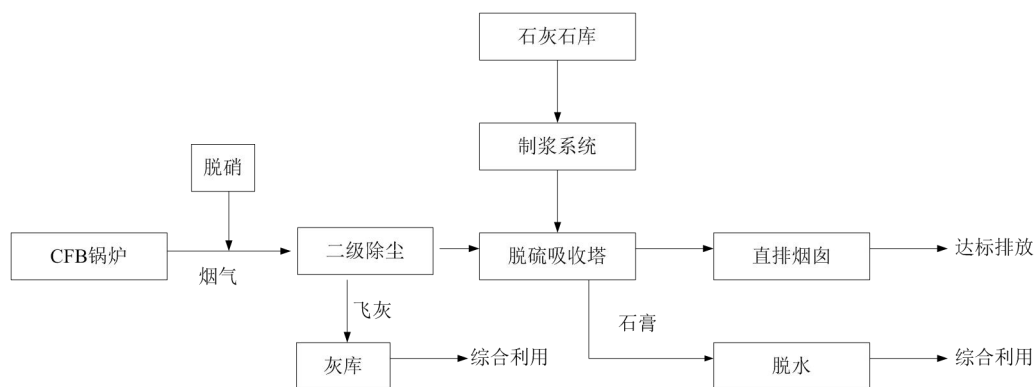 石灰石库
制浆系统
脱硝
CFB锅炉
烟气
二级除尘
脱硫吸收塔
直排烟囱
达标排放
飞灰
石膏
灰库
综合利用
脱水
综合利用